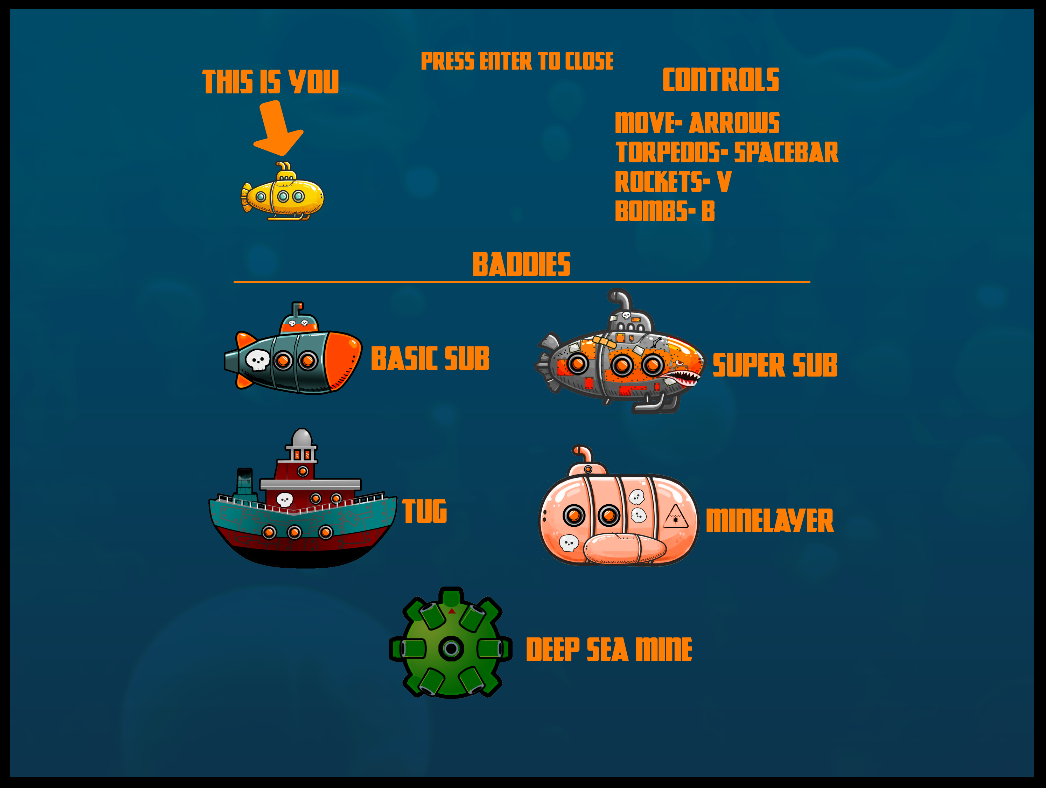 PRESS ENTER TO CLOSE
THIS IS YOU
CONTROLS
MOVE- ARROWS
TORPEDOS- SPACEBAR
ROCKETS- V
BOMBS- B
BADDIES
BASIC SUB
SUPER SUB
TUG
MINELAYER
DEEP SEA MINE